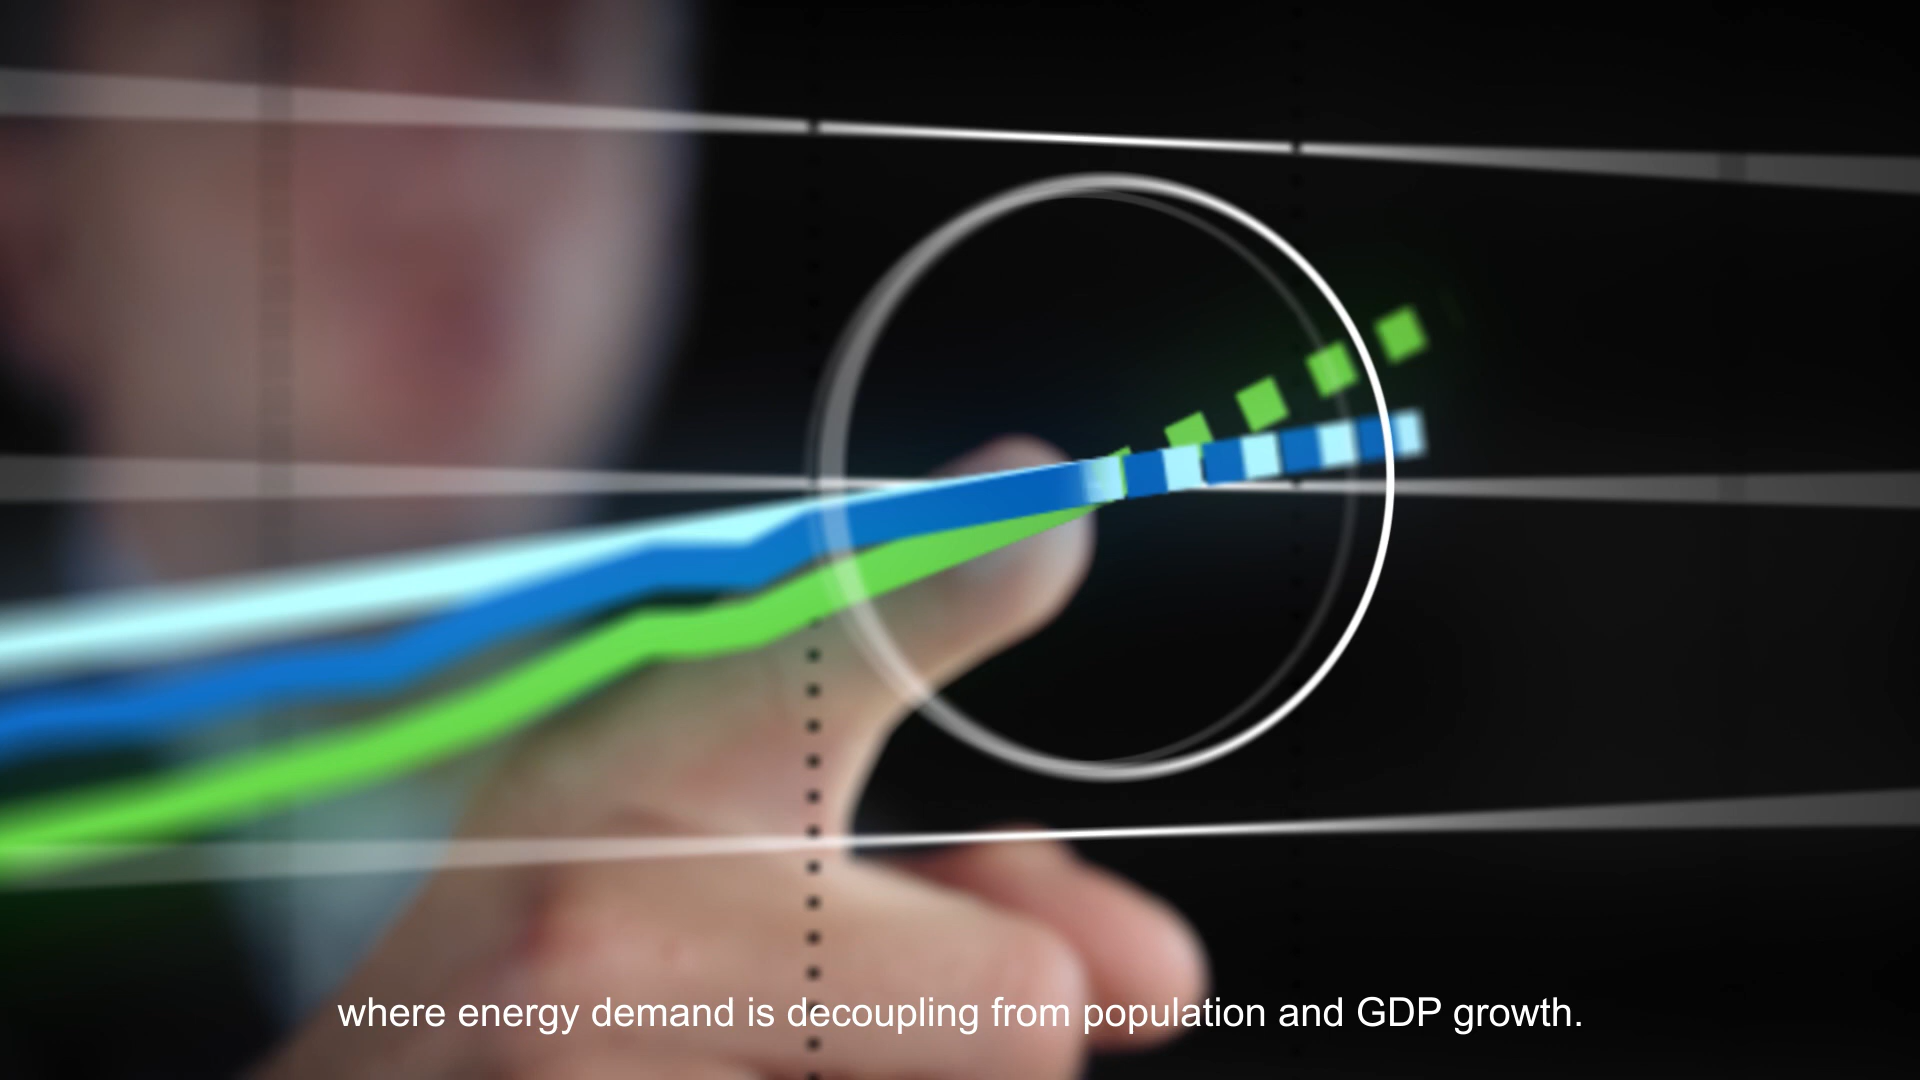 where energy demand is decoupling from population and GDP growth.